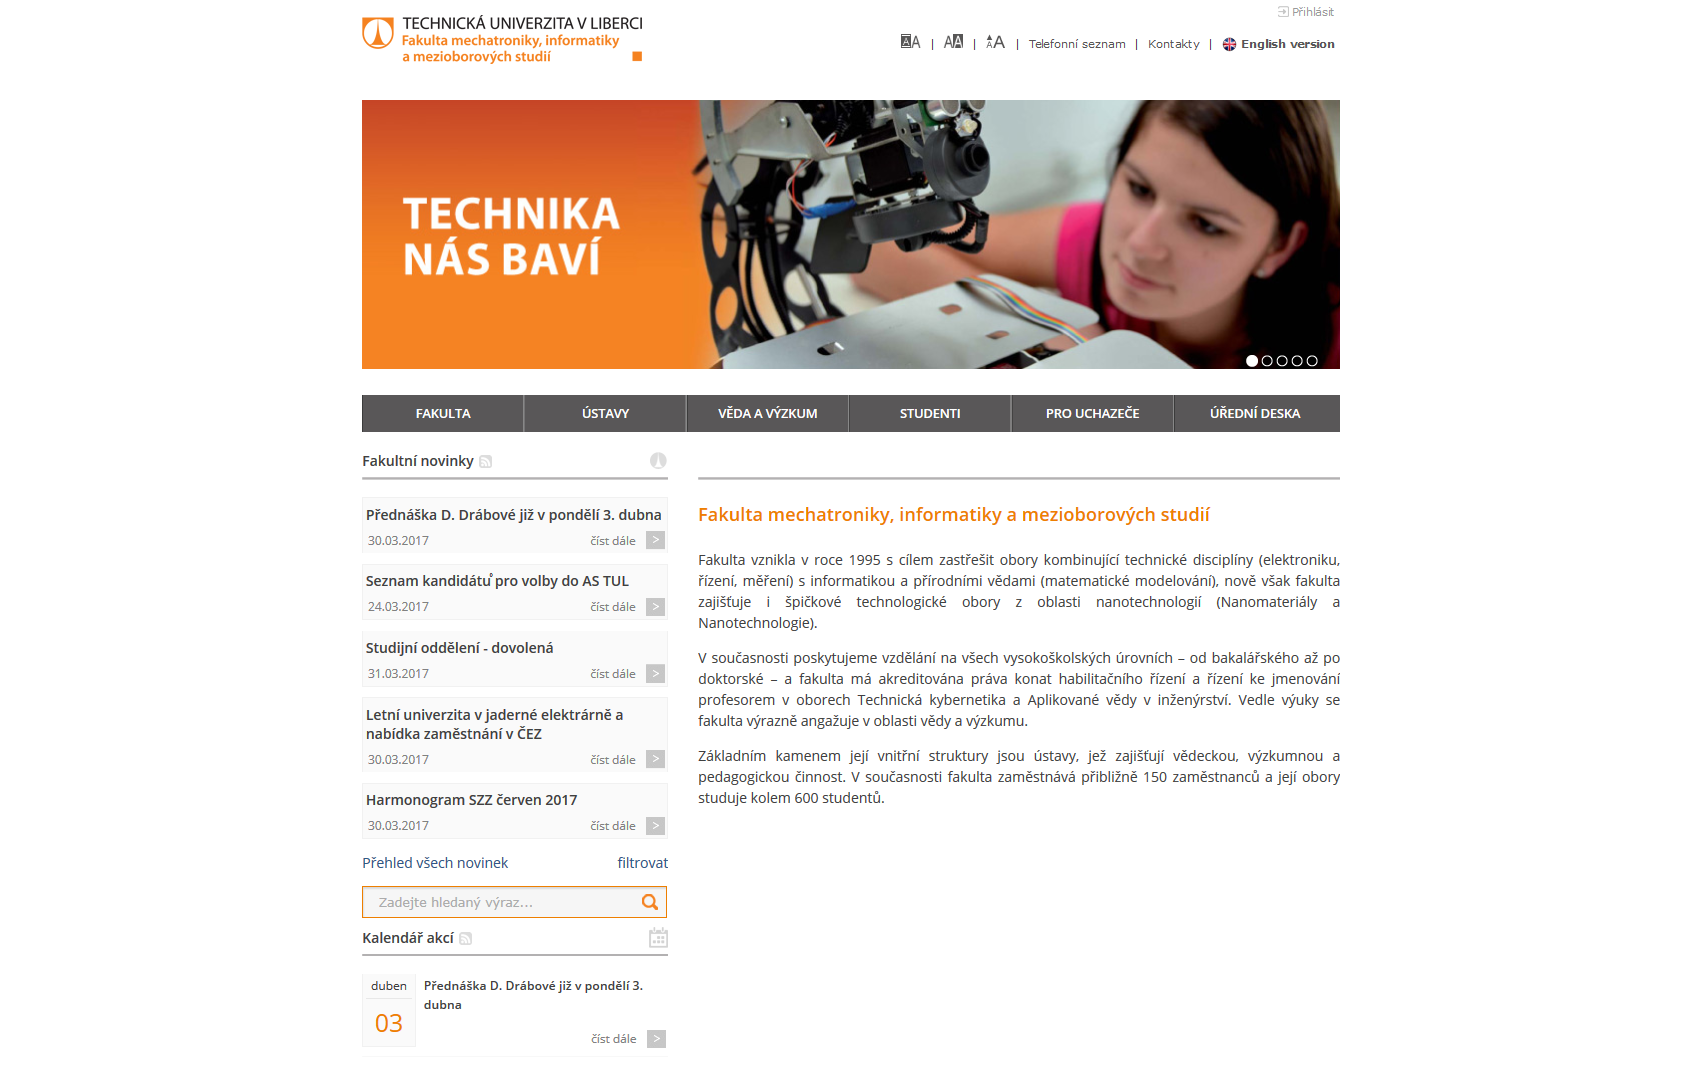 TECHNICKÁ UNIVERZITA V LIBERCI
Fakulta mechatroniky, informatiky
a mezioborových studií
Přihlásit
AA | AA | AA | Telefonní seznam | Kontakty | English version
TECHNIKA
NÁS BAVÍ
FAKULTA ÚSTAVY VĚDA A VÝZKUM STUDENTI PRO UCHAZEČE ÚŘEDNÍ DESKA
Fakultní novinky
Přednáška D. Drábové již v pondělí 3. dubna
30.03.2017 číst dále >
Seznam kandidátů pro volby do AS TUL
24.03.2017 číst dále >
Studijní oddělení - dovolená
31.03.2017 číst dále >
Letní univerzita v jaderné elektrárně a
nabídka zaměstnání v ČEZ
30.03.2017 číst dále >
Harmonogram SZZ červen 2017
30.03.2017 číst dále >
Přehled všech novinek filtrovat
Zadejte hledaný výraz...
Kalendář akcí
duben
03
Přednáška D. Drábové již v pondělí 3.
dubna
číst dále >
Fakulta mechatroniky, informatiky a mezioborových studií
Fakulta vznikla v roce 1995 s cílem zastřešit obory kombinující technické disciplíny (elektroniku,
řízení, měření) s informatikou a přírodními vědami (matematické modelování), nově však fakulta
zajišťuje i špičkové technologické obory z oblasti nanotechnologií (Nanomateriály a
Nanotechnologie).
V současnosti poskytujeme vzdělání na všech vysokoškolských úrovních – od bakalářského až po
doktorské – a fakulta má akreditována práva konat habilitačního řízení a řízení ke jmenování
profesorem v oborech Technická kybernetika a Aplikované vědy v inženýrství. Vedle výuky se
fakulta výrazně angažuje v oblasti vědy a výzkumu.
Základním kamenem její vnitřní struktury jsou ústavy, jež zajišťují vědeckou, výzkumnou a
pedagogickou činnost. V současnosti fakulta zaměstnává přibližně 150 zaměstnanců a její obory
studuje kolem 600 studentů.